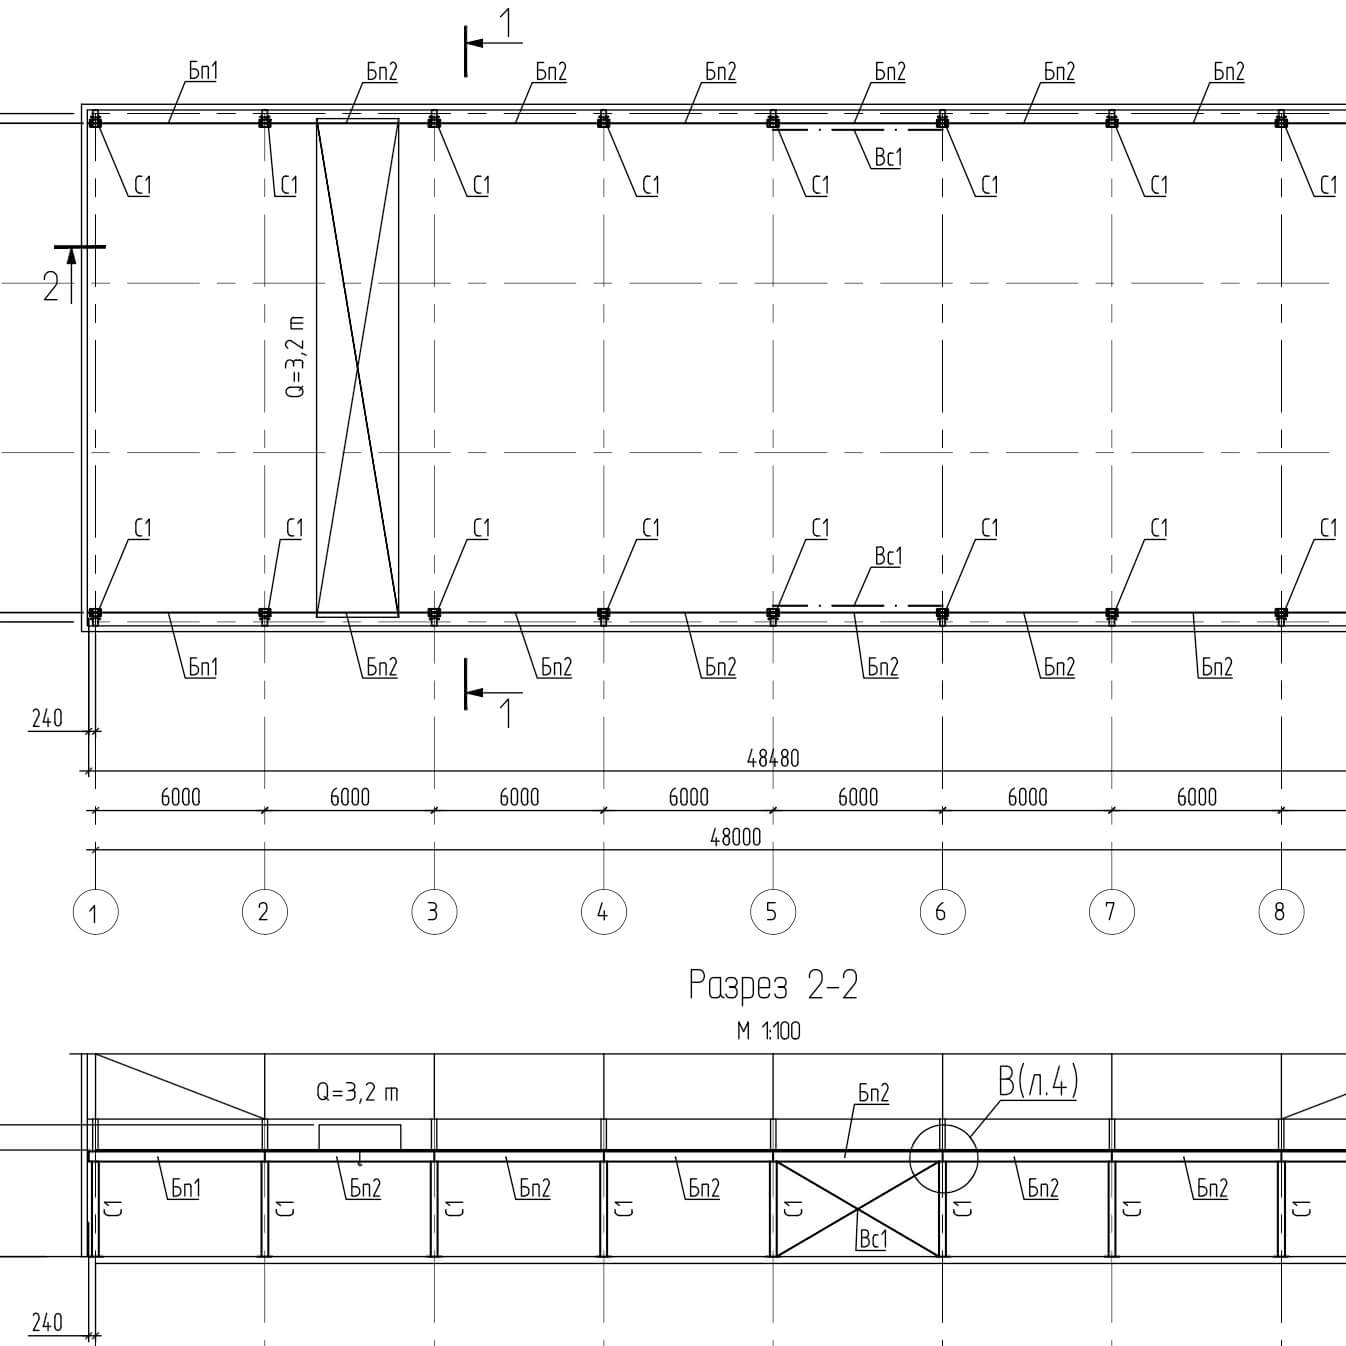 1
Бп1 Бп2 Бп2 Бп2 Бп2 Бп2 Бп2
Вс1
С1 С1 С1 С1 С1 С1 С1 С1
2
Q=3,2 т
С1 С1 С1 С1 С1 С1 С1 С1
Вс1
Бп1 Бп2 Бп2 Бп2 Бп2 Бп2 Бп2
1
240
48480
6000 6000 6000 6000 6000 6000 6000
48000
1 2 3 4 5 6 7 8
Разрез 2-2
М 1:100
Q=3,2 т Бп2 В(л.4)
Бп1 Бп2 Бп2 Бп2 Бп2 Бп2
С1 С1 С1 С1 С1 С1 С1 С1
Вс1
240